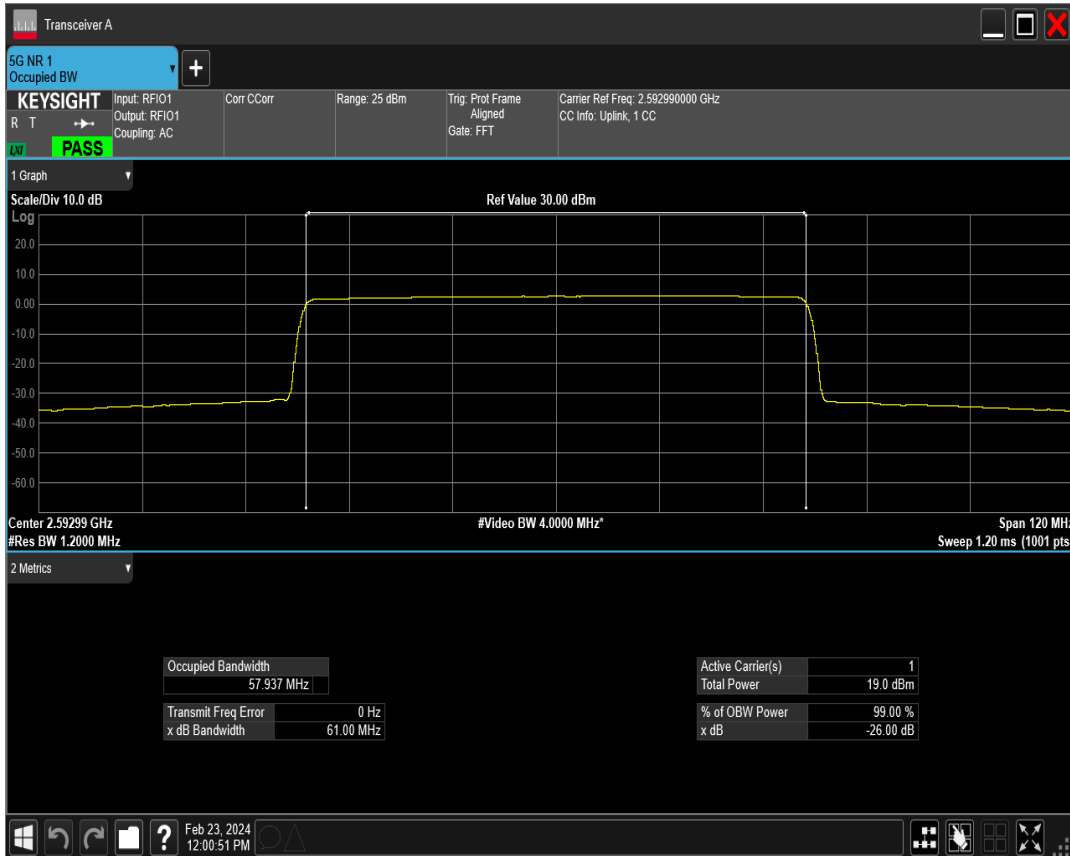 Transceiver A
5G NR 1
Occupied BW
KEYSIGHT
R T
LXI
PASS
Input: RFIO1
Output: RFIO1
Coupling: AC
Corr CCorr
Range: 25 dBm
Trig: Prot Frame
Aligned
Gate: FFT
Carrier Ref Freq: 2.592990000 GHz
CC Info: Uplink, 1 CC
1 Graph
Scale/Div 10.0 dB
Ref Value 30.00 dBm
Log
20.0
10.0
0.00
-10.0
-20.0
-30.0
-40.0
-50.0
-60.0
Center 2.59299 GHz
#Video BW 4.0000 MHz*
Span 120 MHz
#Res BW 1.2000 MHz
Sweep 1.20 ms (1001 pts
2 Metrics
Occupied Bandwidth
57.937 MHz
Transmit Freq Error 0 Hz
x dB Bandwidth 61.00 MHz
Active Carrier(s) 1
Total Power 19.0 dBm
% of OBW Power 99.00 %
x dB -26.00 dB
?
Feb 23, 2024
12:00:51 PM